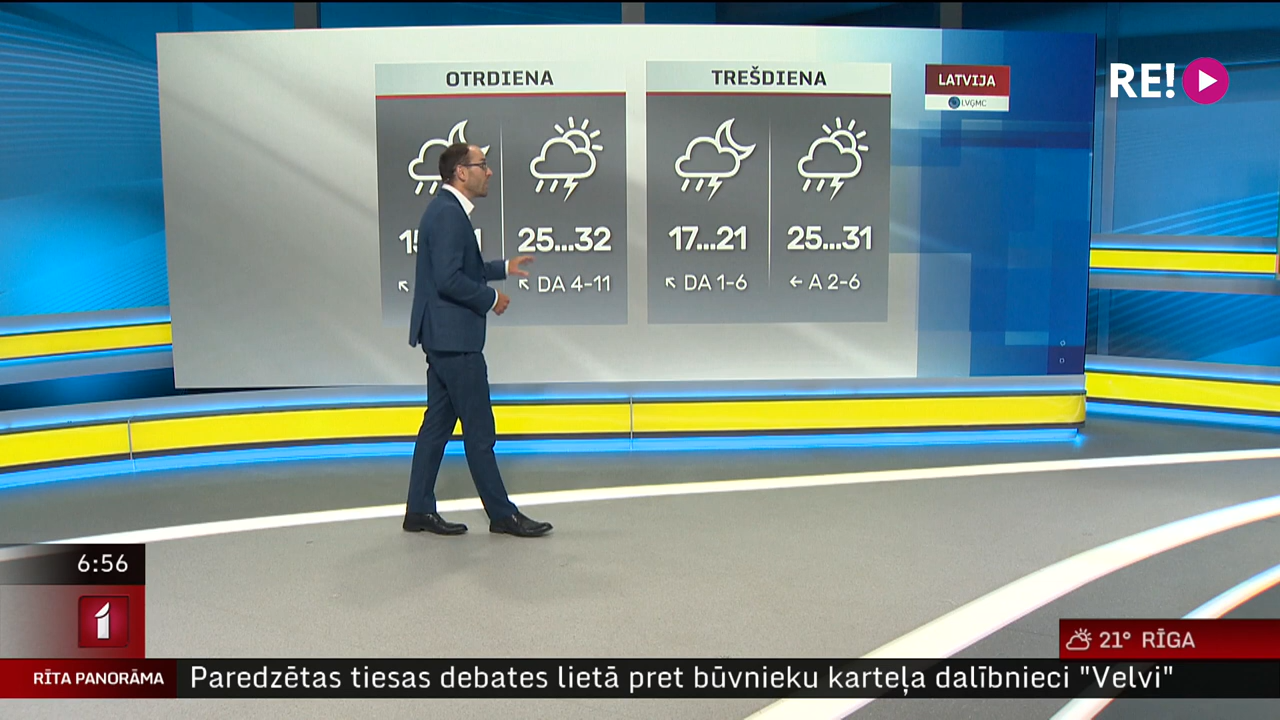 OTRDIENA
TREŠDIENA
LATVIJA
LVĢMC
RE!
25...32
17...21
25...31
DA 4-11
DA 1-6
A 2-6
6:56
1
21° RĪGA
RĪTA PANORĀMA
Paredzētas tiesas debates lietā pret būvnieku karteļa dalībnieci "Velvi"